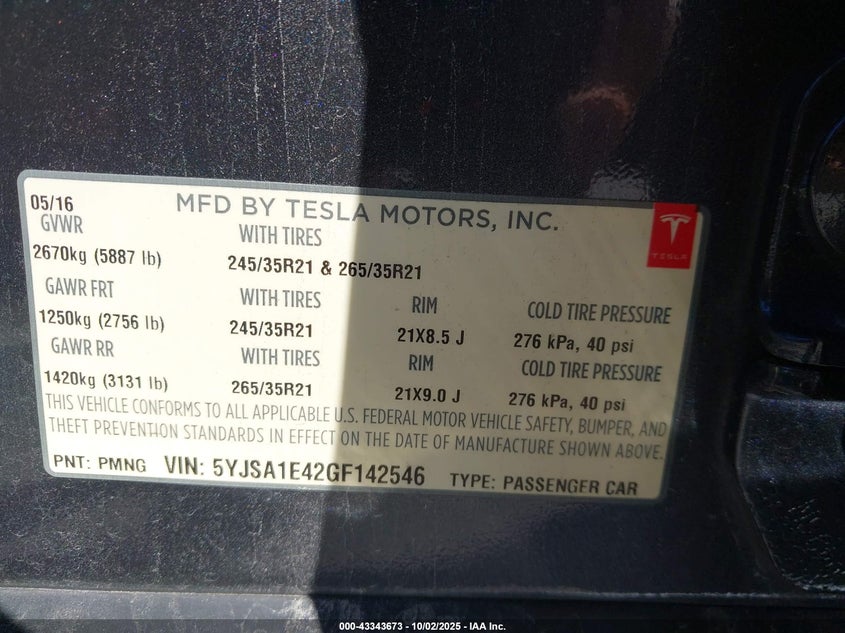 05/16 MFD BY TESLA MOTORS, INC.
GVWR WITH TIRES
2670kg (5887 lb) 245/35R21 & 265/35R21
TESLA
GAWR FRT WITH TIRES RIM COLD TIRE PRESSURE
1250kg (2756 lb) 245/35R21 21X8.5 J 276 kPa, 40 psi
GAWR RR WITH TIRES RIM COLD TIRE PRESSURE
1420kg (3131 lb) 265/35R21 21X9.0 J 276 kPa, 40 psi
THIS VEHICLE CONFORMS TO ALL APPLICABLE U.S. FEDERAL MOTOR VEHICLE SAFETY, BUMPER, AND
THEFT PREVENTION STANDARDS IN EFFECT ON THE DATE OF MANUFACTURE SHOWN ABOVE.
PNT: PMNG VIN: 5YJSA1E42GF142546 TYPE: PASSENGER CAR
000-43343673 - 10/02/2025 - IAA Inc.